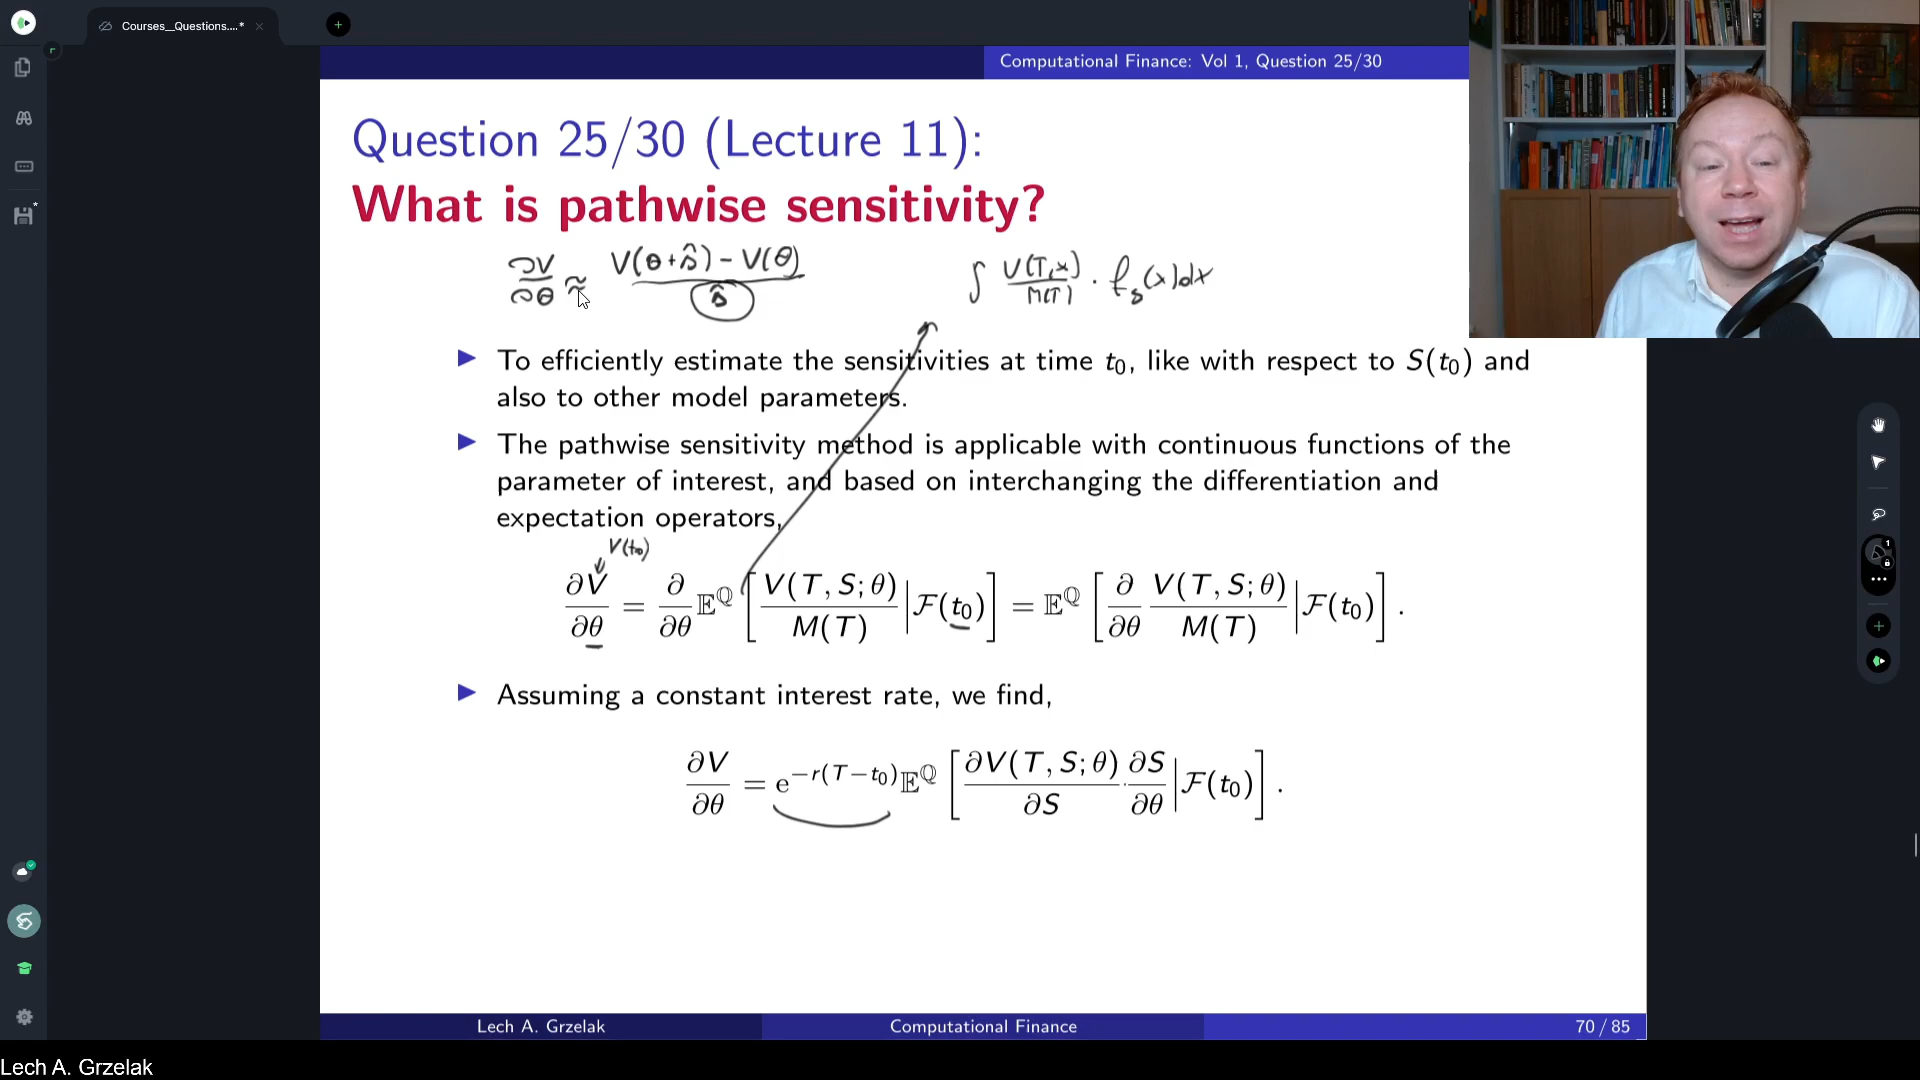 Courses__Questions....*
Computational Finance: Vol 1, Question 25/30
Question 25/30 (Lecture 11):
What is pathwise sensitivity?
∂V/∂θ ≈ (V(θ+ŝ) − V(θ))/ŝ
∫ V(T,x)/M(T) · f_s(x)dx
▶ To efficiently estimate the sensitivities at time t₀, like with respect to S(t₀) and
also to other model parameters.
▶ The pathwise sensitivity method is applicable with continuous functions of the
parameter of interest, and based on interchanging the differentiation and
expectation operators,
V(t₀)
∂V/∂θ = ∂/∂θ 𝔼^ℚ [ V(T, S; θ)/M(T) | ℱ(t₀) ] = 𝔼^ℚ [ ∂/∂θ V(T, S; θ)/M(T) | ℱ(t₀) ].
▶ Assuming a constant interest rate, we find,
∂V/∂θ = e^{−r(T−t₀)} 𝔼^ℚ [ ∂V(T, S; θ)/∂S · ∂S/∂θ | ℱ(t₀) ].
Lech A. Grzelak
Computational Finance
70 / 85
Lech A. Grzelak